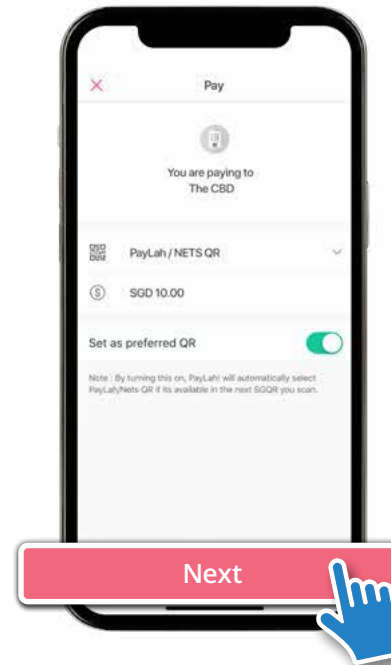 Pay
You are paying to
The CBD
PayLah / NETS QR
SGD 10.00
Set as preferred QR
Note : By turning this on, PayLah! will automatically select
PayLah/Nets QR if its available in the next SGQR you scan.
Next